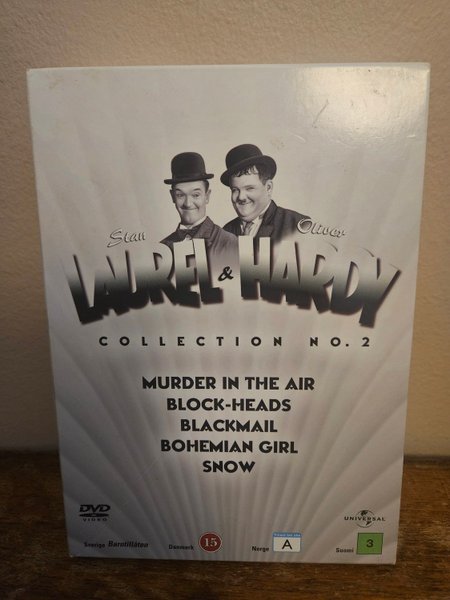 Stan
Oliver
LAUREL & HARDY
COLLECTION NO. 2
MURDER IN THE AIR
BLOCK-HEADS
BLACKMAIL
BOHEMIAN GIRL
SNOW
DVD
VIDEO
UNIVERSAL
Sverige Barntillåten Danmark 15 Norge A Suomi 3